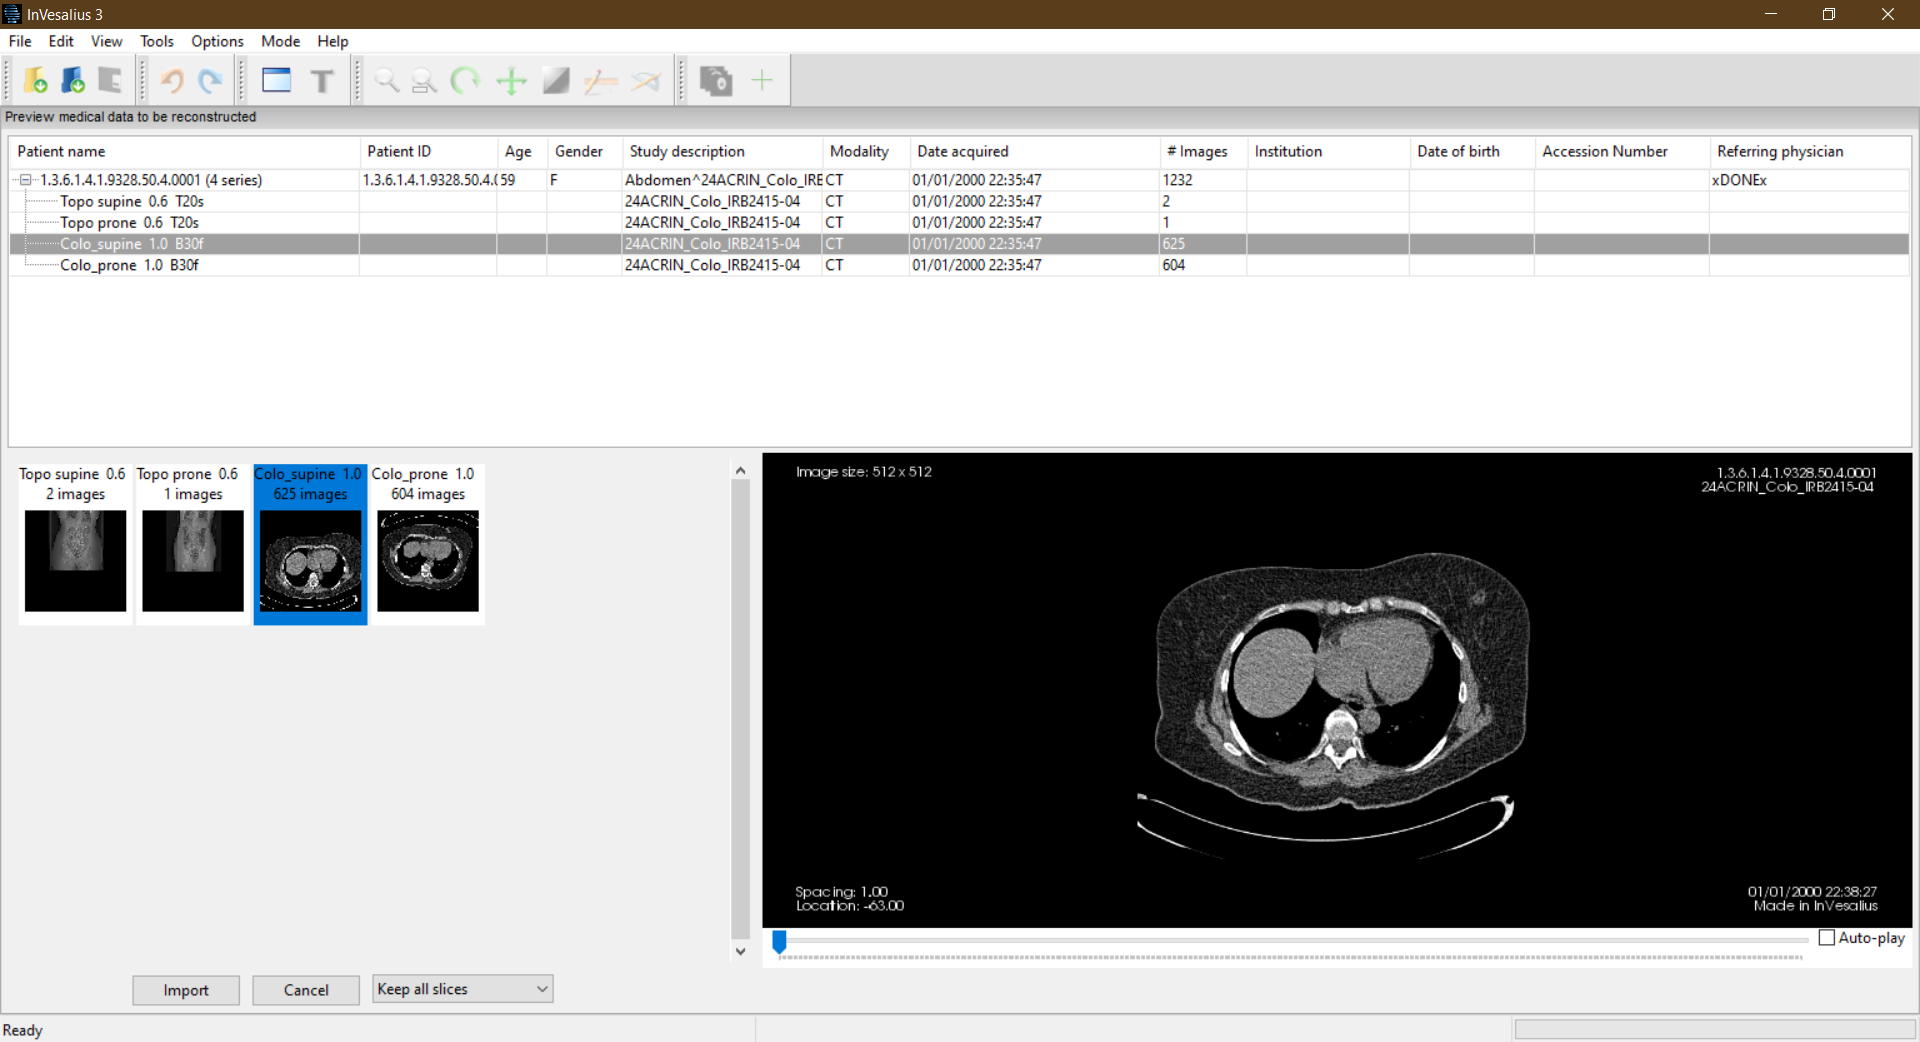 InVesalius 3
File Edit View Tools Options Mode Help
Preview medical data to be reconstructed
Patient name Patient ID Age Gender Study description Modality Date acquired # Images Institution Date of birth Accession Number Referring physician
1.3.6.1.4.1.9328.50.4.0001 (4 series) 1.3.6.1.4.1.9328.50.4.0 59 F Abdomen^24ACRIN_Colo_IRE CT 01/01/2000 22:35:47 1232 xDONEx
Topo supine 0.6 T20s 24ACRIN_Colo_IRB2415-04 CT 01/01/2000 22:35:47 2
Topo prone 0.6 T20s 24ACRIN_Colo_IRB2415-04 CT 01/01/2000 22:35:47 1
Colo_supine 1.0 B30f 24ACRIN_Colo_IRB2415-04 CT 01/01/2000 22:35:47 625
Colo_prone 1.0 B30f 24ACRIN_Colo_IRB2415-04 CT 01/01/2000 22:35:47 604
Topo supine 0.6 Topo prone 0.6 Colo_supine 1.0 Colo_prone 1.0
2 images 1 images 625 images 604 images
Image size: 512 x 512
1.3.6.1.4.1.9328.50.4.0001
24ACRIN_Colo_IRB2415-04
Spacing: 1.00
Location: -63.00
01/01/2000 22:38:27
Made in InVesalius
Auto-play
Import Cancel Keep all slices
Ready